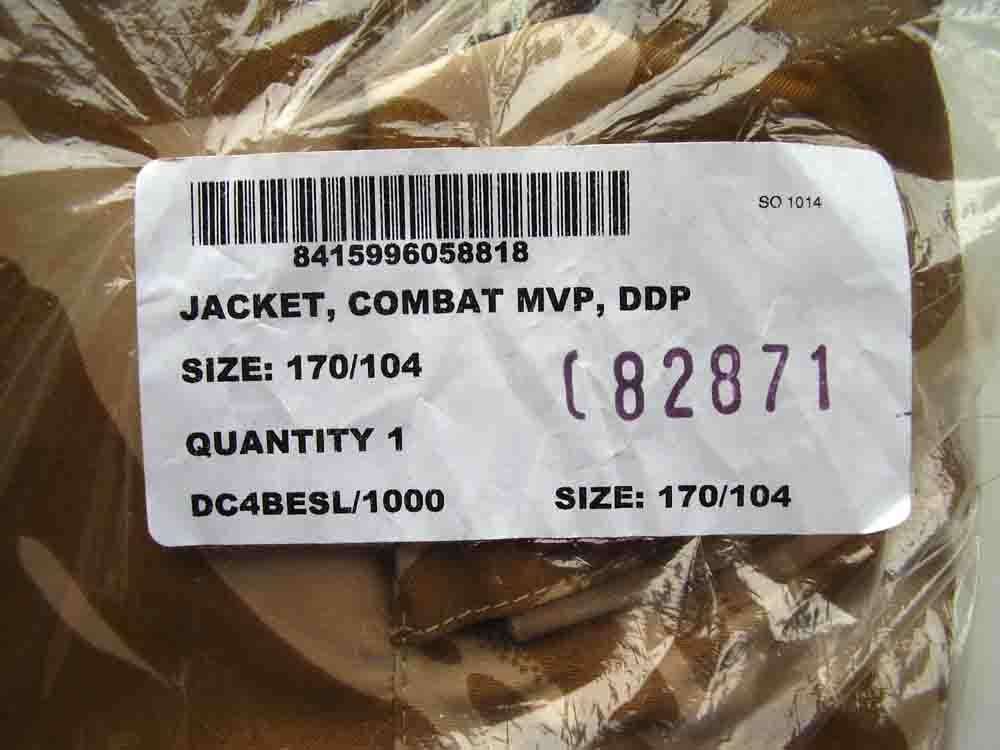 SO 1014
8415996058818
JACKET, COMBAT MVP, DDP
SIZE: 170/104
82871
QUANTITY 1
DC4BESL/1000 SIZE: 170/104